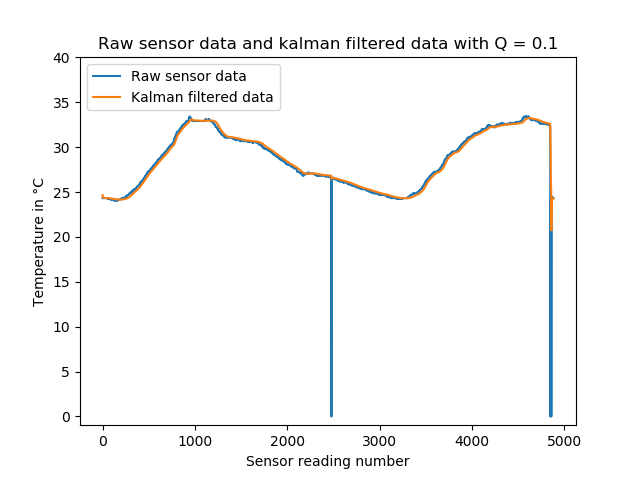 Raw sensor data and kalman filtered data with Q = 0.1
Raw sensor data
Kalman filtered data
Temperature in °C
40
35
30
25
20
15
10
5
0
0 1000 2000 3000 4000 5000
Sensor reading number